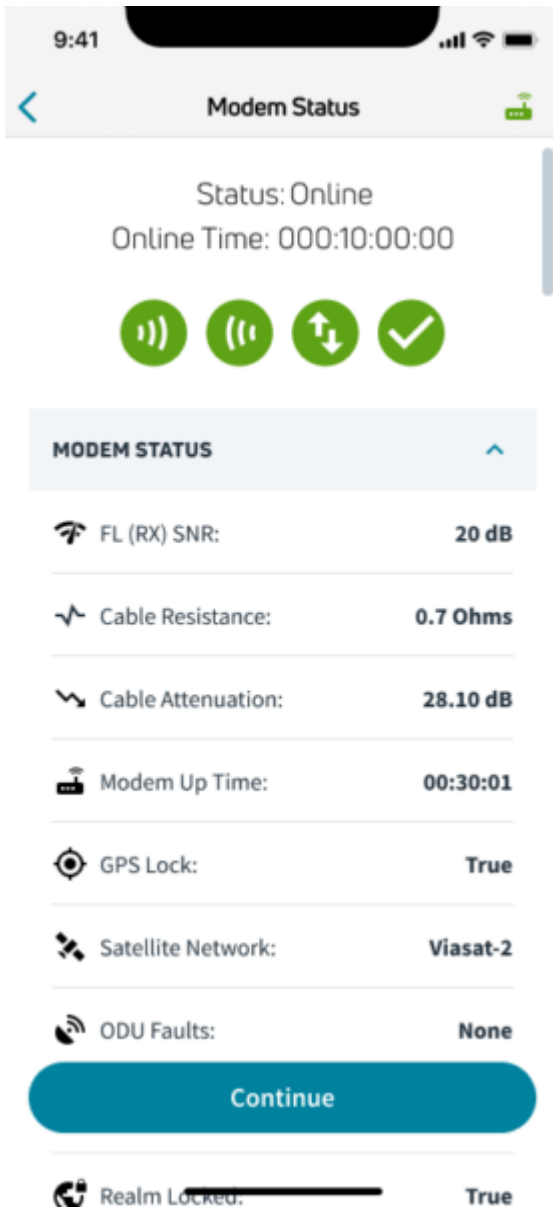 9:41
Modem Status
Status: Online
Online Time: 000:10:00:00
MODEM STATUS
FL (RX) SNR: 20 dB
Cable Resistance: 0.7 Ohms
Cable Attenuation: 28.10 dB
Modem Up Time: 00:30:01
GPS Lock: True
Satellite Network: Viasat-2
ODU Faults: None
Continue
Realm Locked: True